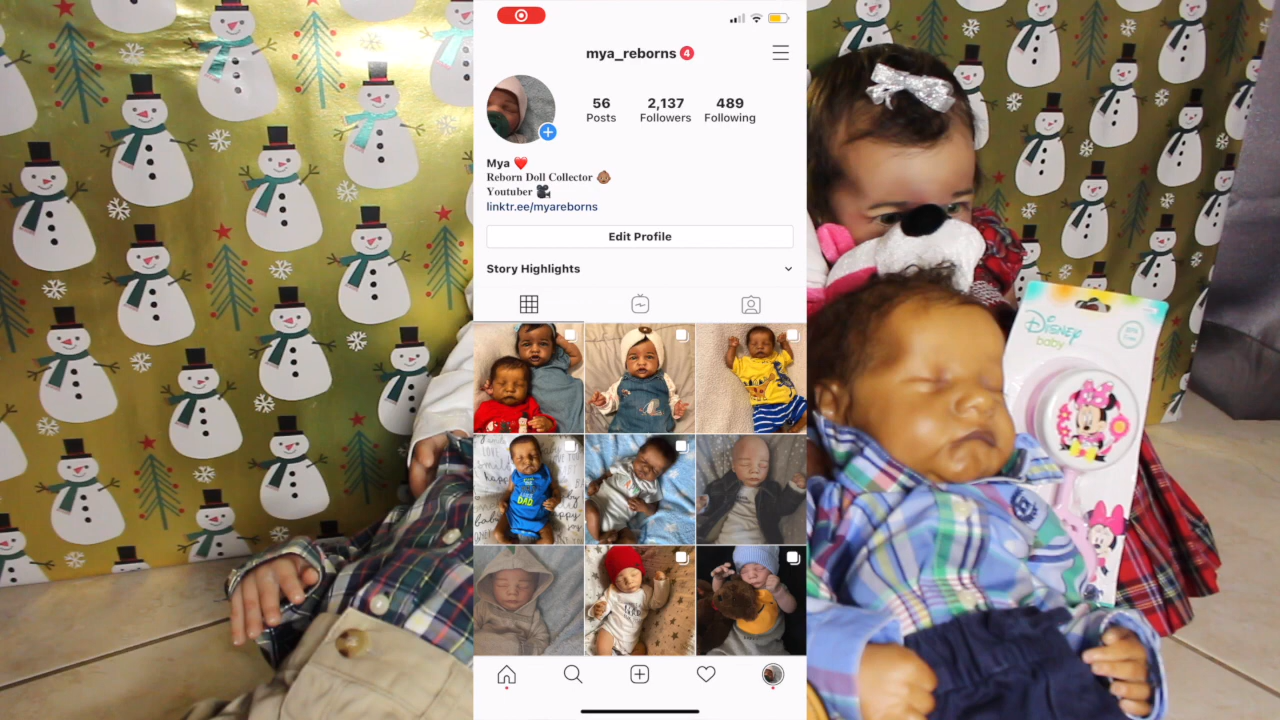 mya_reborns 4
56
2,137
489
Posts
Followers
Following
Mya ❤️
Reborn Doll Collector 👶🏽
Youtuber 🎥
linktr.ee/myareborns
Edit Profile
Story Highlights
DAD
Disney
baby